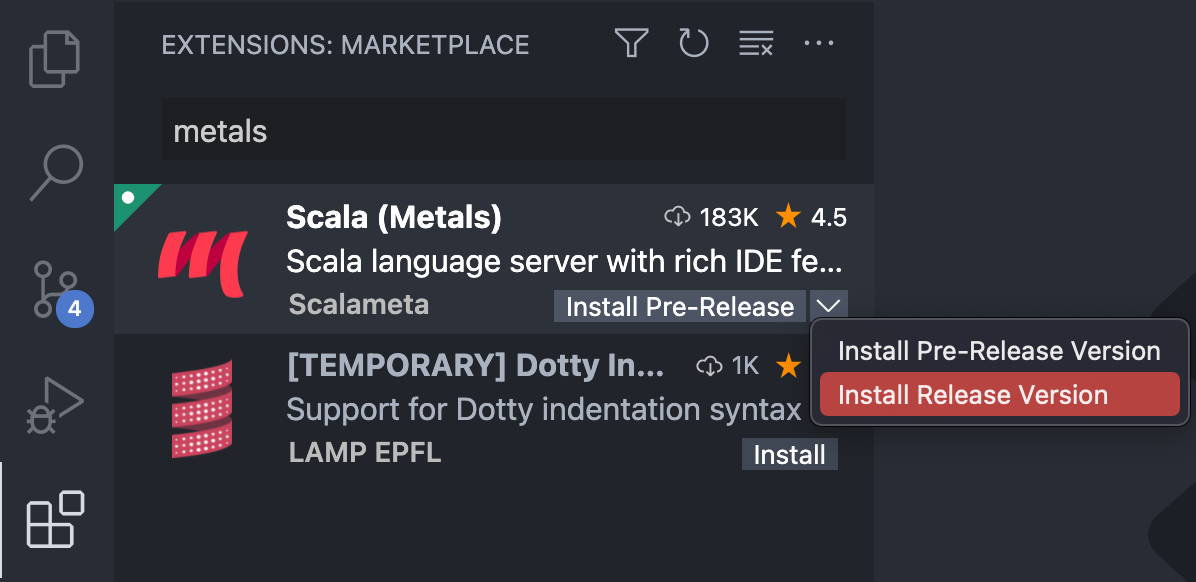 EXTENSIONS: MARKETPLACE
metals
Scala (Metals) 183K 4.5
Scala language server with rich IDE fe...
Scalameta Install Pre-Release
Install Pre-Release Version
Install Release Version
[TEMPORARY] Dotty In... 1K
Support for Dotty indentation syntax
LAMP EPFL Install
4